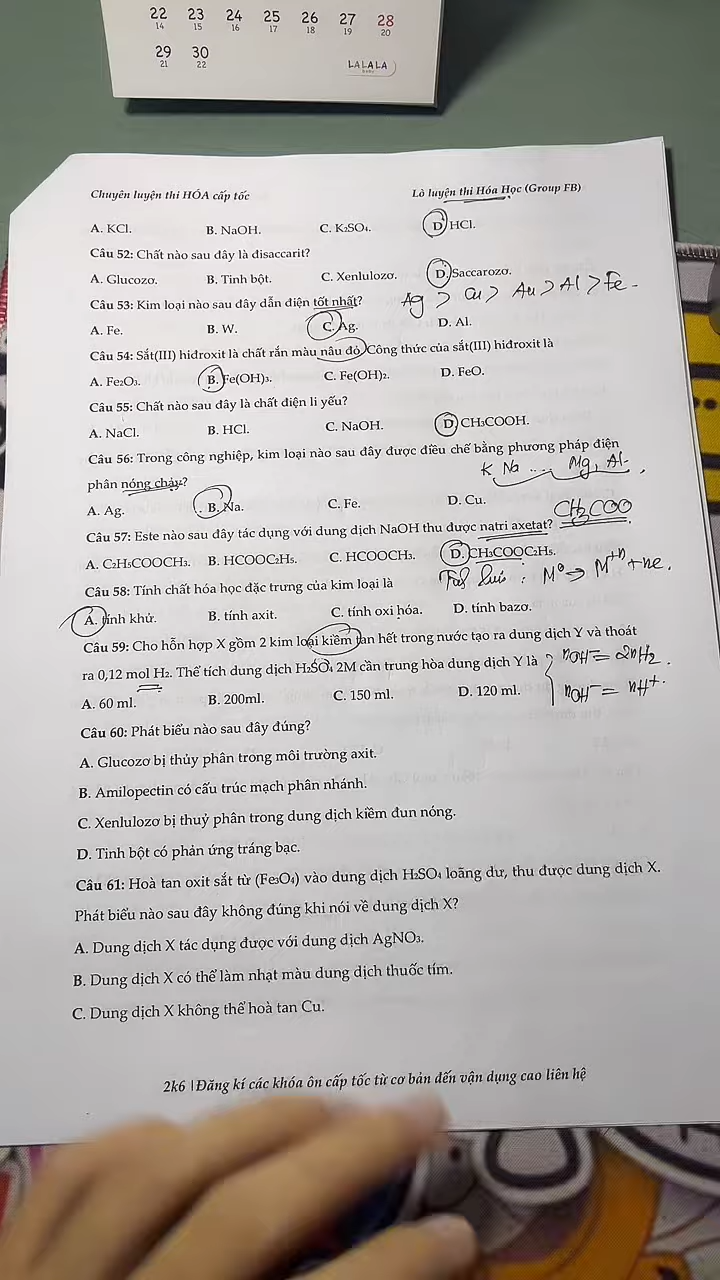 22 23 24 25 26 27 28
14 15 16 17 18 19 20
29 30
21 22
LALALA
Chuyên luyện thi HÓA cấp tốc Lò luyện thi Hóa Học (Group FB)
A. KCl. B. NaOH. C. K₂SO₄. D. HCl.
Câu 52: Chất nào sau đây là đisaccarit?
A. Glucozơ. B. Tinh bột. C. Xenlulozơ. D. Saccarozơ.
Câu 53: Kim loại nào sau đây dẫn điện tốt nhất? Ag > Cu > Au > Al > Fe
A. Fe. B. W. C. Ag. D. Al.
Câu 54: Sắt(III) hiđroxit là chất rắn màu nâu đỏ. Công thức của sắt(III) hiđroxit là
A. Fe₂O₃. B. Fe(OH)₃. C. Fe(OH)₂. D. FeO.
Câu 55: Chất nào sau đây là chất điện li yếu?
A. NaCl. B. HCl. C. NaOH. D. CH₃COOH.
Câu 56: Trong công nghiệp, kim loại nào sau đây được điều chế bằng phương pháp điện
phân nóng chảy? K Na ... Mg, Al
A. Ag. B. Na. C. Fe. D. Cu.
Câu 57: Este nào sau đây tác dụng với dung dịch NaOH thu được natri axetat? CH₃COO
A. C₂H₅COOCH₃. B. HCOOC₂H₅. C. HCOOCH₃. D. CH₃COOC₂H₅.
Câu 58: Tính chất hóa học đặc trưng của kim loại là : M⁰ → M⁺ⁿ + ne.
A. tính khử. B. tính axit. C. tính oxi hóa. D. tính bazơ.
Câu 59: Cho hỗn hợp X gồm 2 kim loại kiềm tan hết trong nước tạo ra dung dịch Y và thoát
ra 0,12 mol H₂. Thể tích dung dịch H₂SO₄ 2M cần trung hòa dung dịch Y là nOH⁻ = 2nH₂.
A. 60 ml. B. 200ml. C. 150 ml. D. 120 ml. nOH⁻ = nH⁺.
Câu 60: Phát biểu nào sau đây đúng?
A. Glucozơ bị thủy phân trong môi trường axit.
B. Amilopectin có cấu trúc mạch phân nhánh.
C. Xenlulozơ bị thuỷ phân trong dung dịch kiềm đun nóng.
D. Tinh bột có phản ứng tráng bạc.
Câu 61: Hoà tan oxit sắt từ (Fe₃O₄) vào dung dịch H₂SO₄ loãng dư, thu được dung dịch X.
Phát biểu nào sau đây không đúng khi nói về dung dịch X?
A. Dung dịch X tác dụng được với dung dịch AgNO₃.
B. Dung dịch X có thể làm nhạt màu dung dịch thuốc tím.
C. Dung dịch X không thể hoà tan Cu.
2k6 | Đăng kí các khóa ôn cấp tốc từ cơ bản đến vận dụng cao liên hệ